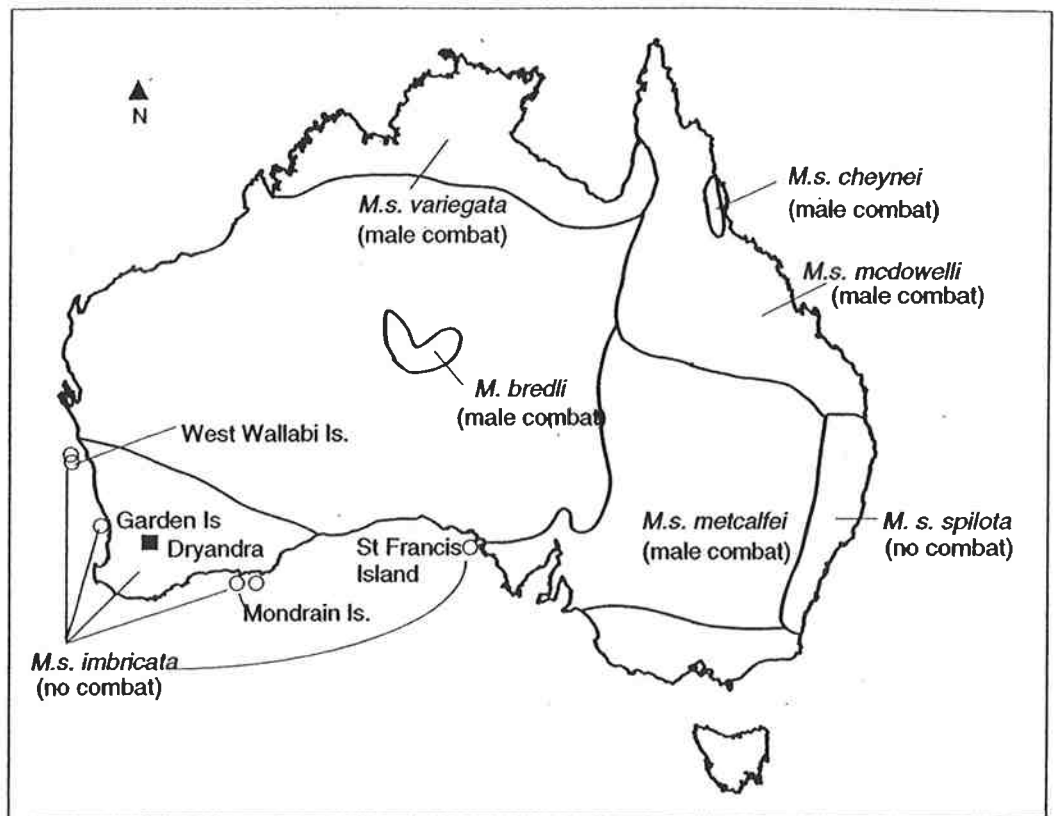 N
M.s. cheynei
(male combat)
M.s. variegata
(male combat)
M.s. mcdowelli
(male combat)
M. bredli
(male combat)
West Wallabi Is.
Garden Is
Dryandra
St Francis
Island
M.s. metcalfei
(male combat)
M. s. spilota
(no combat)
Mondrain Is.
M.s. imbricata
(no combat)